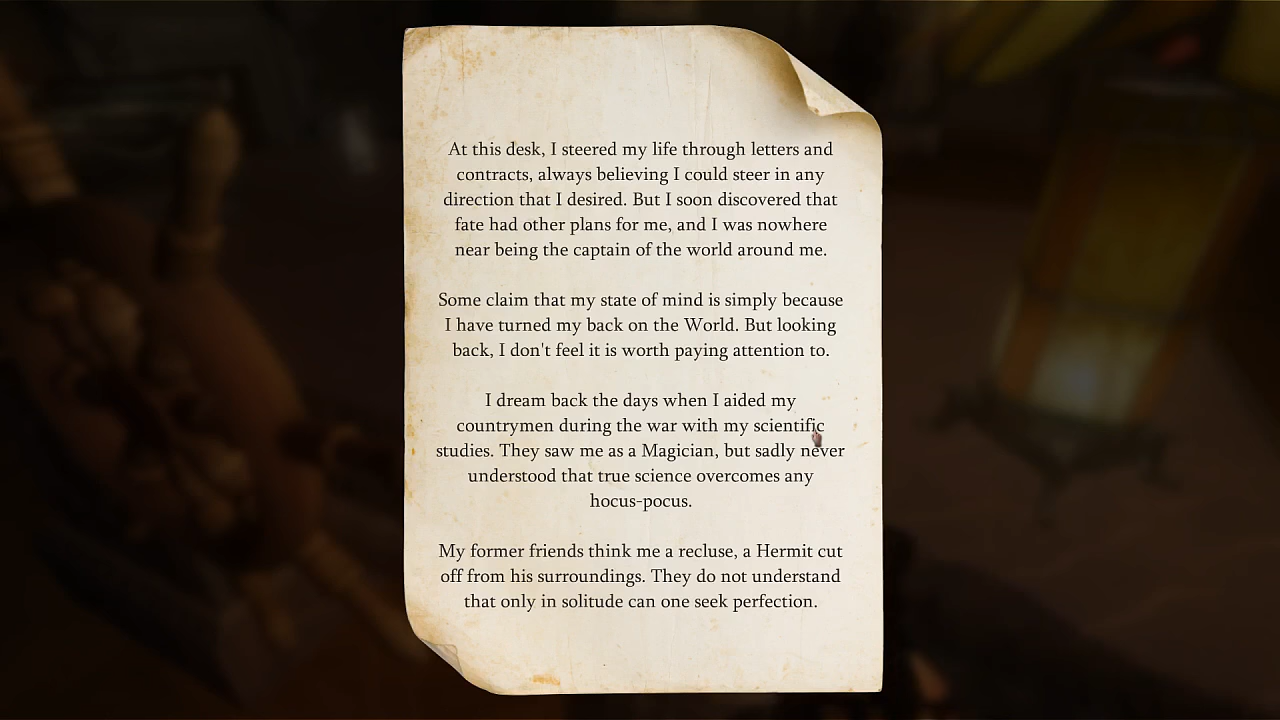 At this desk, I steered my life through letters and
contracts, always believing I could steer in any
direction that I desired. But I soon discovered that
fate had other plans for me, and I was nowhere
near being the captain of the world around me.
Some claim that my state of mind is simply because
I have turned my back on the World. But looking
back, I don't feel it is worth paying attention to.
I dream back the days when I aided my
countrymen during the war with my scientific
studies. They saw me as a Magician, but sadly never
understood that true science overcomes any
hocus-pocus.
My former friends think me a recluse, a Hermit cut
off from his surroundings. They do not understand
that only in solitude can one seek perfection.